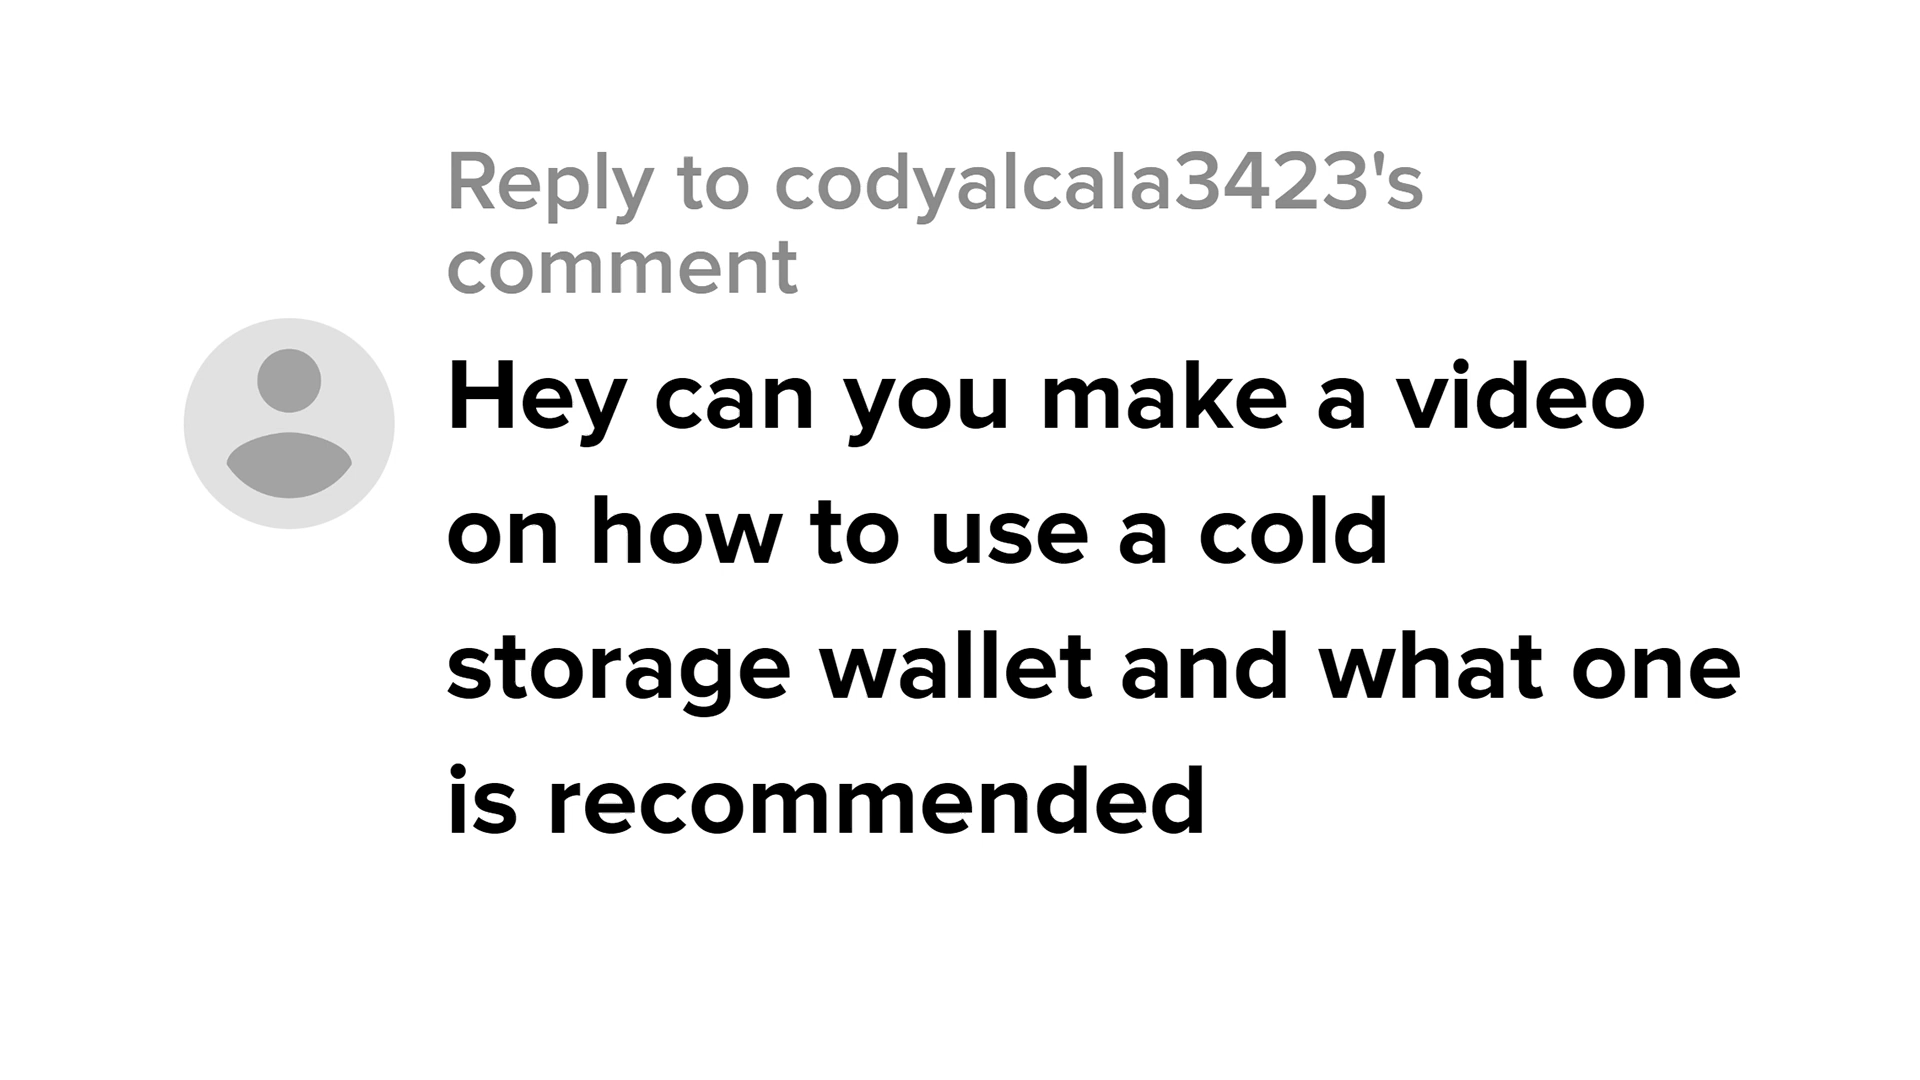 Reply to codyalcala3423's
comment
Hey can you make a video
on how to use a cold
storage wallet and what one
is recommended